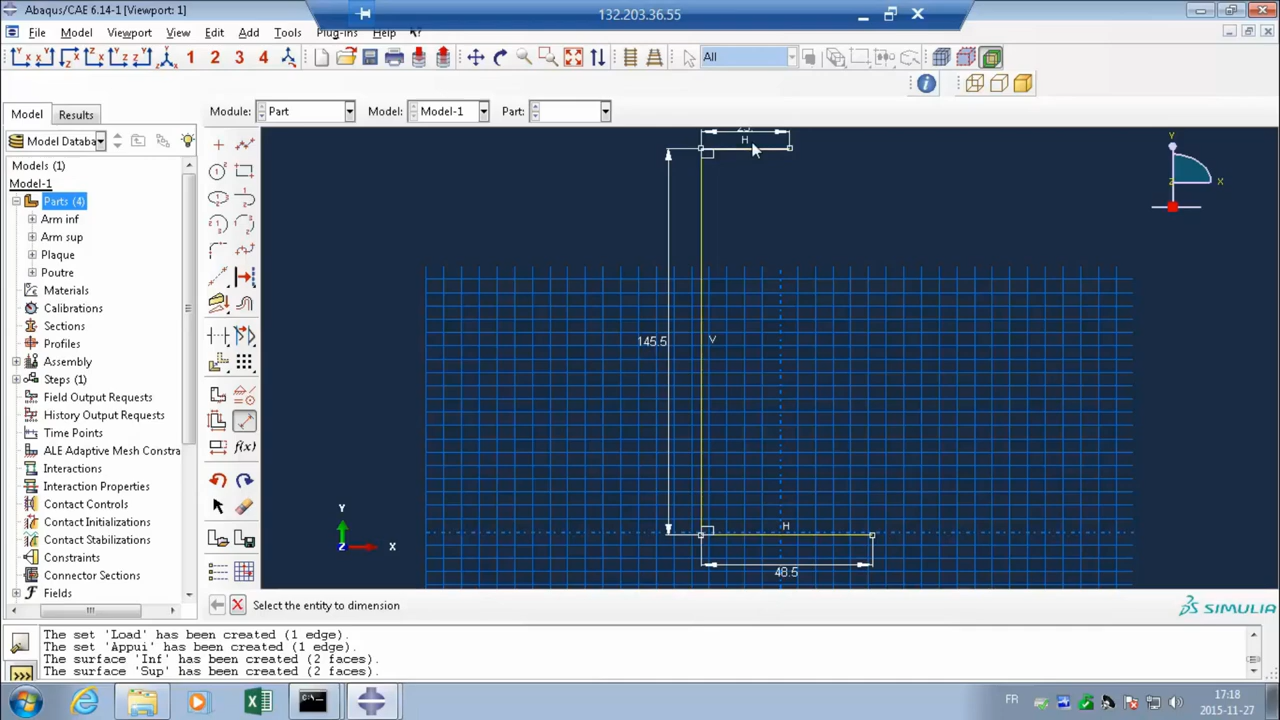 Abaqus/CAE 6.14-1 [Viewport: 1]
132.203.36.55
File Model Viewport View Edit Add Tools Plug-ins Help
1 2 3 4
All
Model Results
Module: Part Model: Model-1 Part:
Model Databa
Models (1)
Model-1
Parts (4)
Arm inf
Arm sup
Plaque
Poutre
Materials
Calibrations
Sections
Profiles
Assembly
Steps (1)
Field Output Requests
History Output Requests
Time Points
ALE Adaptive Mesh Constra
Interactions
Interaction Properties
Contact Controls
Contact Initializations
Contact Stabilizations
Constraints
Connector Sections
Fields
f(x)
H
145.5
V
H
48.5
Y
X
Z
Y
X
Z
Select the entity to dimension
SIMULIA
The set 'Load' has been created (1 edge).
The set 'Appui' has been created (1 edge).
The surface 'Inf' has been created (2 faces).
The surface 'Sup' has been created (2 faces).
>>>
FR
17:18
2015-11-27